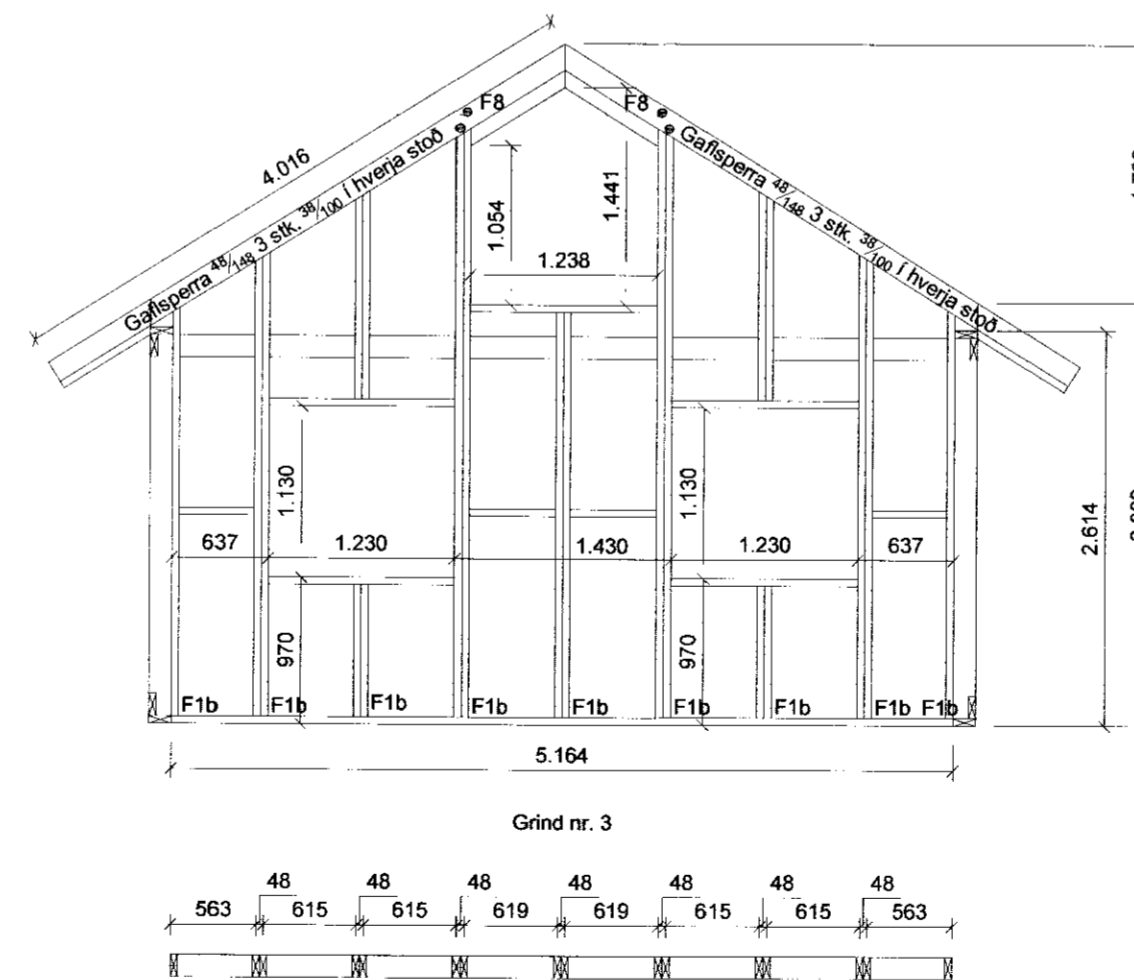 F8
F8
4.016
Gaflsperra 48/148 3 stk. 38/100 í hverja stoð
Gaflsperra 48/148 3 stk. 38/100 í hverja stoð
1.054
1.441
1.238
1.130
1.130
2.614
637
1.230
1.430
1.230
637
970
970
F1b
F1b
F1b
F1b
F1b
F1b
F1b
F1b
F1b
5.164
Grind nr. 3
48
48
48
48
48
48
48
563
615
615
619
619
615
615
563